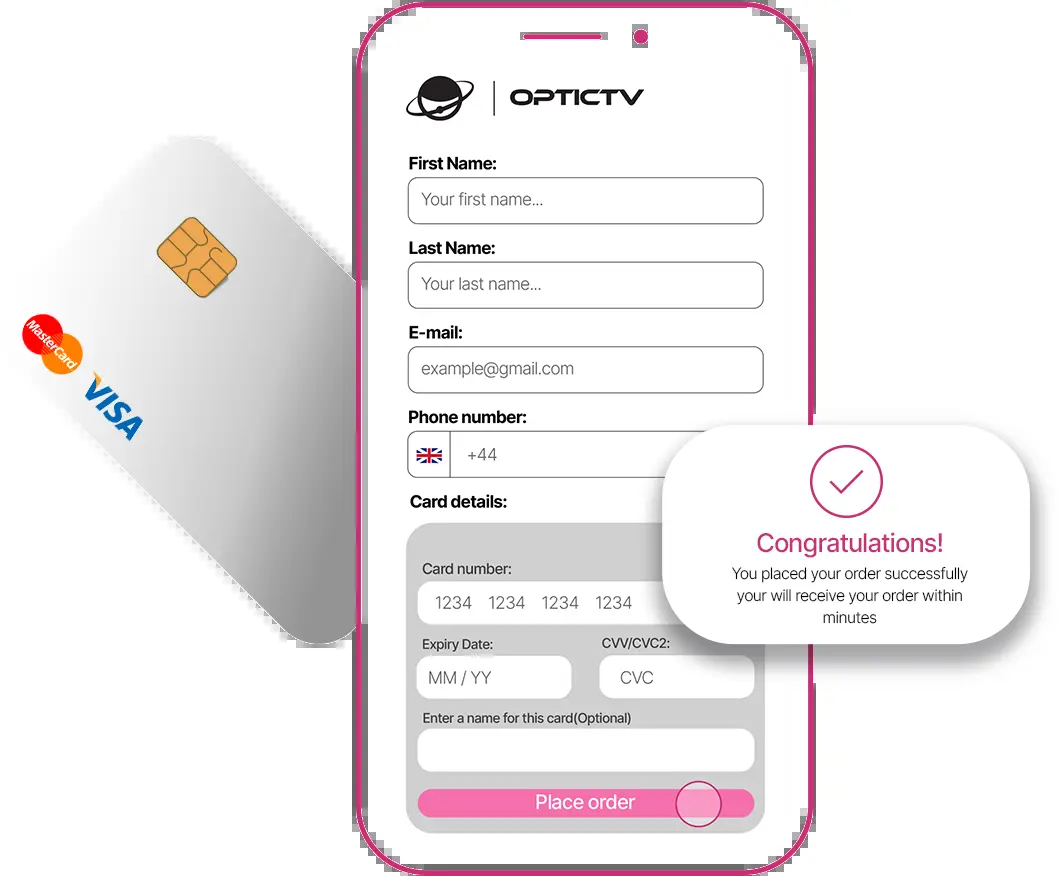 OPTICTV
First Name:
Your first name...
Last Name:
Your last name...
E-mail:
example@gmail.com
Phone number:
+44
Card details:
Card number:
1234 1234 1234 1234
Expiry Date:
CVV/CVC2:
MM / YY
CVC
Enter a name for this card(Optional)
Place order
Congratulations!
You placed your order successfully
your will receive your order within
minutes
MasterCard
VISA